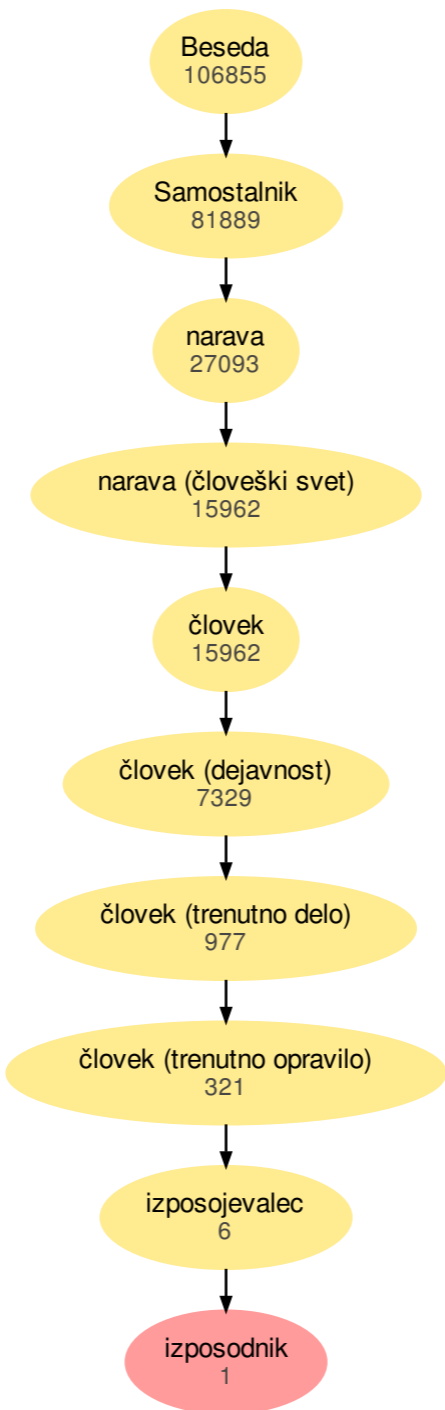 Beseda
106855
Samostalnik
81889
narava
27093
narava (človeški svet)
15962
človek
15962
človek (dejavnost)
7329
človek (trenutno delo)
977
človek (trenutno opravilo)
321
izposojevalec
6
izposodnik
1